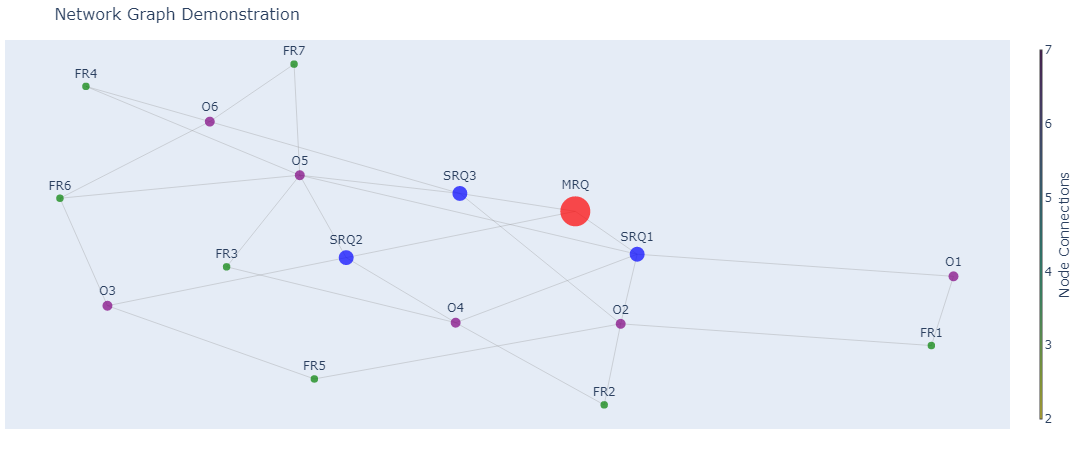 Network Graph Demonstration
FR7
FR4
O6
O5
SRQ3
MRQ
FR6
SRQ1
SRQ2
FR3
O1
O3
O4
O2
FR1
FR5
FR2
7
6
5
4
3
2
Node Connections